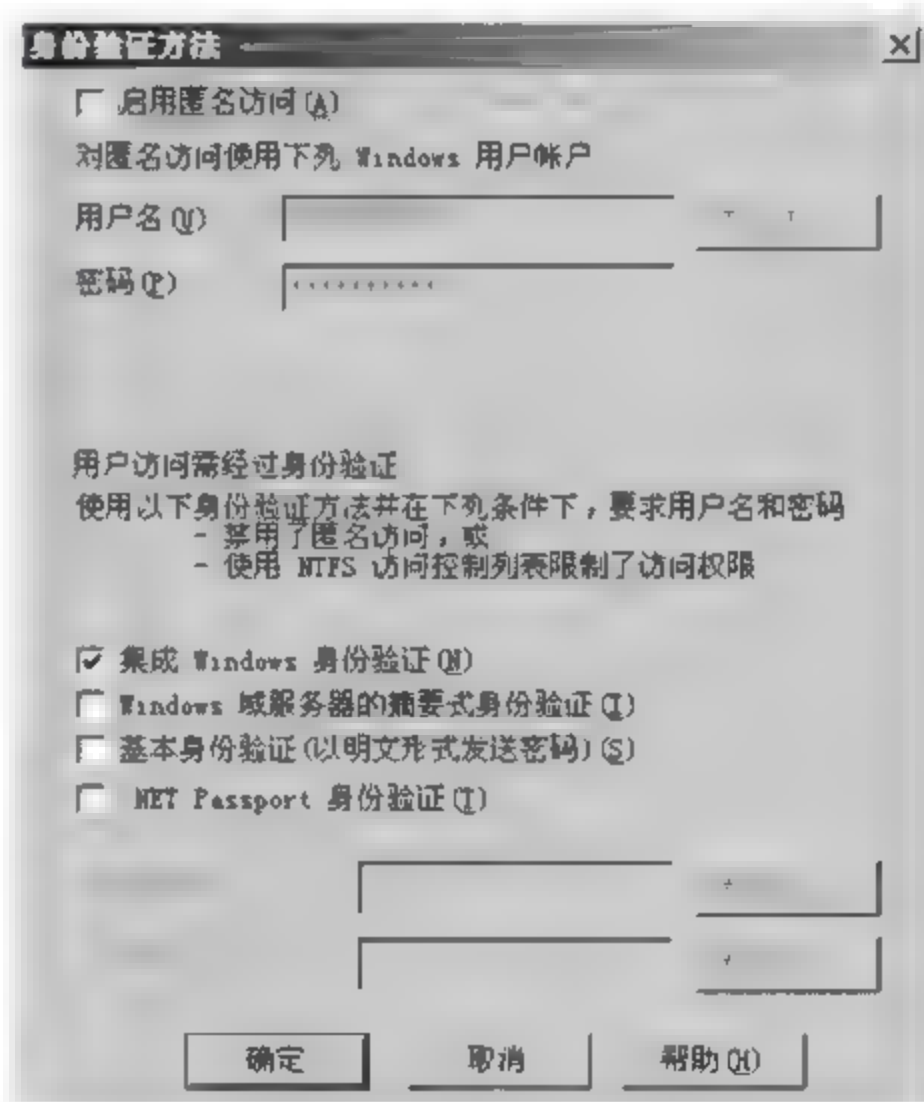 身份验证方法
启用匿名访问(A)
对匿名访问使用下列 Windows 用户帐户
用户名(U)
密码(P)
用户访问需经过身份验证
使用以下身份验证方法并在下列条件下，要求用户名和密码
- 禁用了匿名访问，或
- 使用 NTFS 访问控制列表限制了访问权限
集成 Windows 身份验证(N)
Windows 域服务器的摘要式身份验证(I)
基本身份验证(以明文形式发送密码)(S)
NET Passport 身份验证(T)
确定
取消
帮助(H)